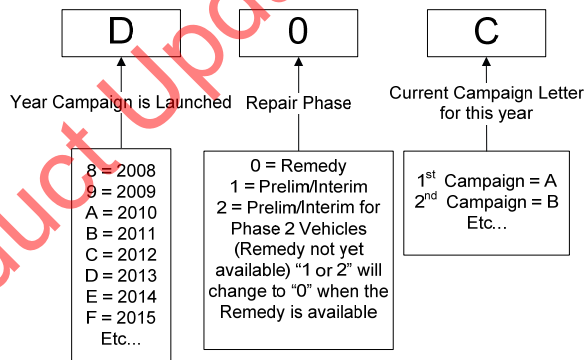 D
0
C
Year Campaign is Launched
Repair Phase
Current Campaign Letter
for this year
8 = 2008
9 = 2009
A = 2010
B = 2011
C = 2012
D = 2013
E = 2014
F = 2015
Etc...
0 = Remedy
1 = Prelim/Interim
2 = Prelim/Interim for
Phase 2 Vehicles
(Remedy not yet
available) “1 or 2” will
change to “0” when the
Remedy is available
1st Campaign = A
2nd Campaign = B
Etc...